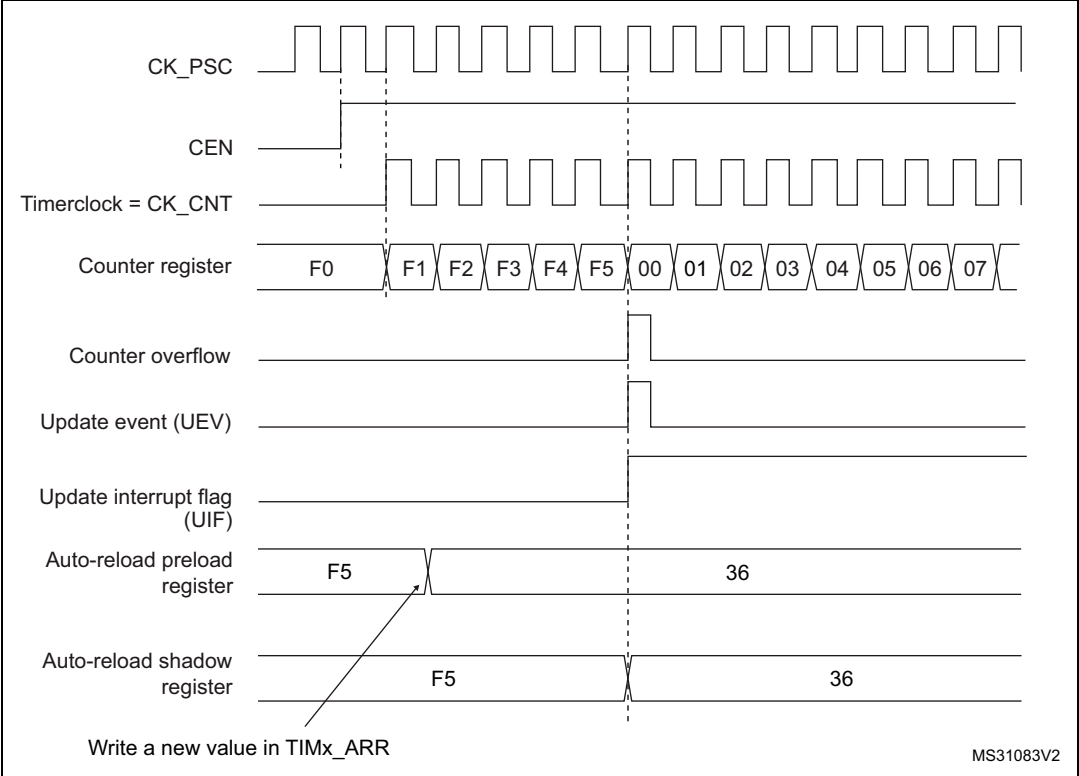 CK_PSC
CEN
Timerclock = CK_CNT
Counter register
F0 F1 F2 F3 F4 F5 00 01 02 03 04 05 06 07
Counter overflow
Update event (UEV)
Update interrupt flag
(UIF)
Auto-reload preload
register
F5 36
Auto-reload shadow
register
F5 36
Write a new value in TIMx_ARR
MS31083V2